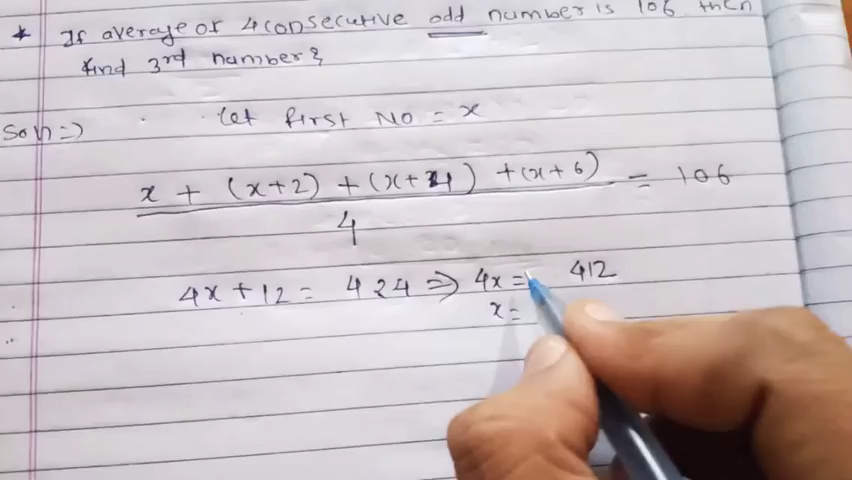 * If average of 4 consecutive odd number is 106 then
find 3rd number?
Soln => Let first No = x
x + (x+2) + (x+4) + (x+6) = 106
4
4x + 12 = 424 => 4x = 412
x =